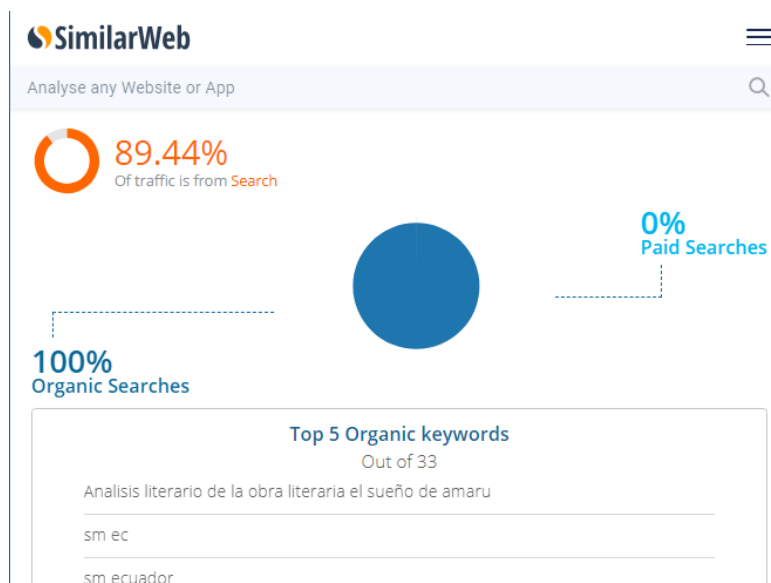 SimilarWeb
Analyse any Website or App
89.44%
Of traffic is from Search
0%
Paid Searches
100%
Organic Searches
Top 5 Organic keywords
Out of 33
Analisis literario de la obra literaria el sueño de amaru
sm ec
sm ecuador